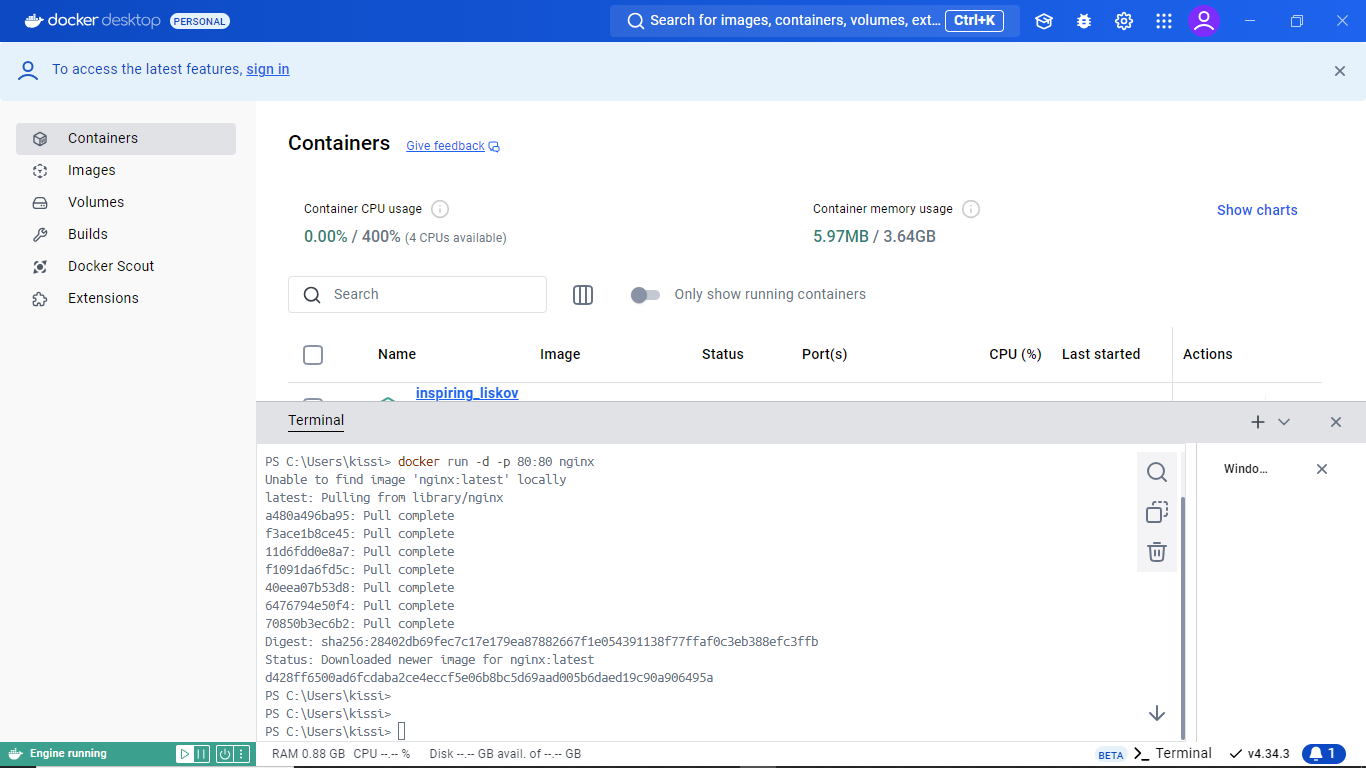 docker desktop PERSONAL Search for images, containers, volumes, ext... Ctrl+K
To access the latest features, sign in
Containers
Images
Volumes
Builds
Docker Scout
Extensions
Containers Give feedback
Container CPU usage
0.00% / 400% (4 CPUs available)
Container memory usage
5.97MB / 3.64GB
Show charts
Search
Only show running containers
Name Image Status Port(s) CPU (%) Last started Actions
inspiring_liskov
Terminal
PS C:\Users\kissi> docker run -d -p 80:80 nginx
Unable to find image 'nginx:latest' locally
latest: Pulling from library/nginx
a480a496ba95: Pull complete
f3ace1b8ce45: Pull complete
11d6fdd0e8a7: Pull complete
f1091da6fd5c: Pull complete
40eea07b53d8: Pull complete
6476794e50f4: Pull complete
70850b3ec6b2: Pull complete
Digest: sha256:28402db69fec7c17e179ea87882667f1e054391138f77ffaf0c3eb388efc3ffb
Status: Downloaded newer image for nginx:latest
d428ff6500ad6fcdaba2ce4eccf5e06b8bc5d69aad005b6daed19c90a906495a
PS C:\Users\kissi>
PS C:\Users\kissi>
PS C:\Users\kissi>
Windo...
Engine running
RAM 0.88 GB CPU --.-- % Disk --.-- GB avail. of --.-- GB
BETA >_ Terminal v4.34.3 1